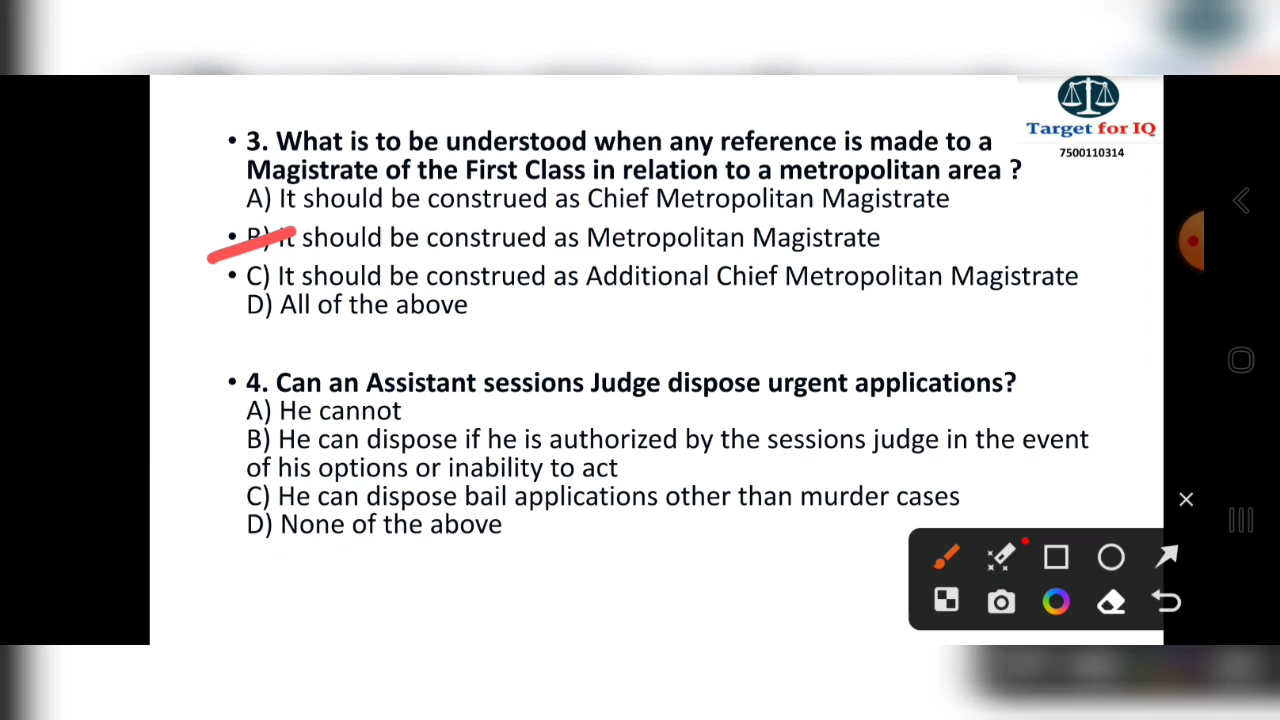 Target for IQ
7500110314
• 3. What is to be understood when any reference is made to a
Magistrate of the First Class in relation to a metropolitan area ?
A) It should be construed as Chief Metropolitan Magistrate
• B) It should be construed as Metropolitan Magistrate
• C) It should be construed as Additional Chief Metropolitan Magistrate
D) All of the above
• 4. Can an Assistant sessions Judge dispose urgent applications?
A) He cannot
B) He can dispose if he is authorized by the sessions judge in the event
of his options or inability to act
C) He can dispose bail applications other than murder cases
D) None of the above